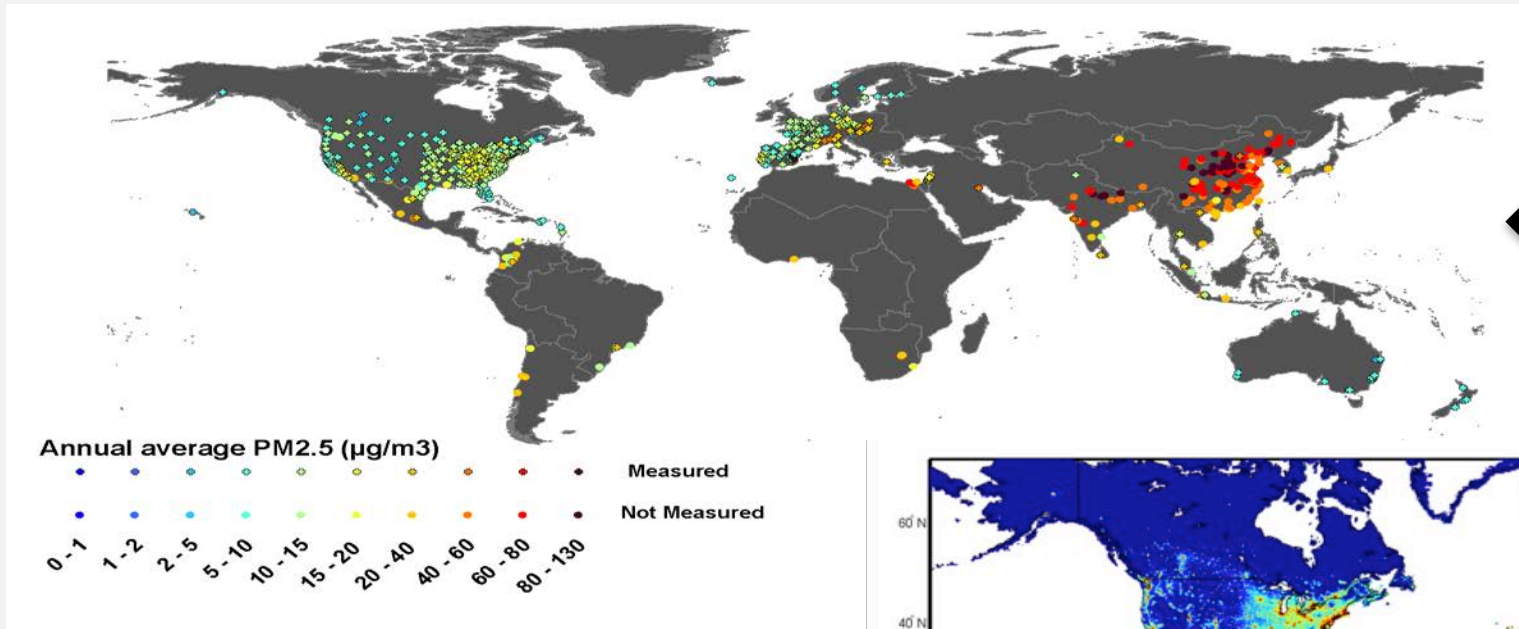 Annual average PM2.5 (µg/m3)
Measured
Not Measured
0 - 1
1 - 2
2 - 5
5 - 10
10 - 15
15 - 20
20 - 40
40 - 60
60 - 80
80 - 130
60° N
40° N